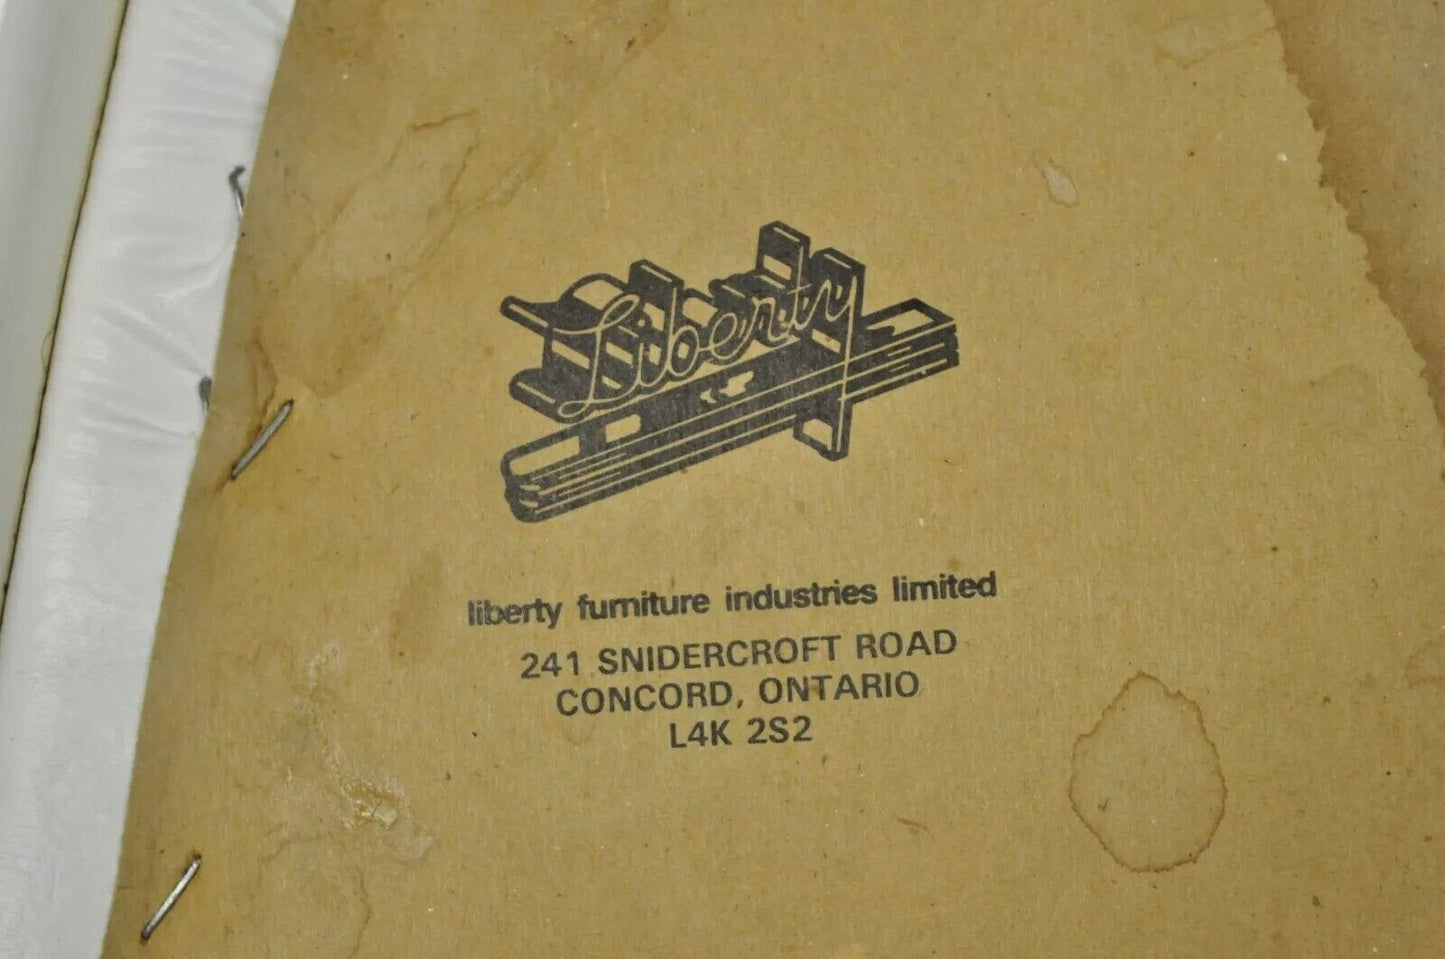 Liberty
liberty furniture industries limited
241 SNIDERCROFT ROAD
CONCORD, ONTARIO
L4K 2S2